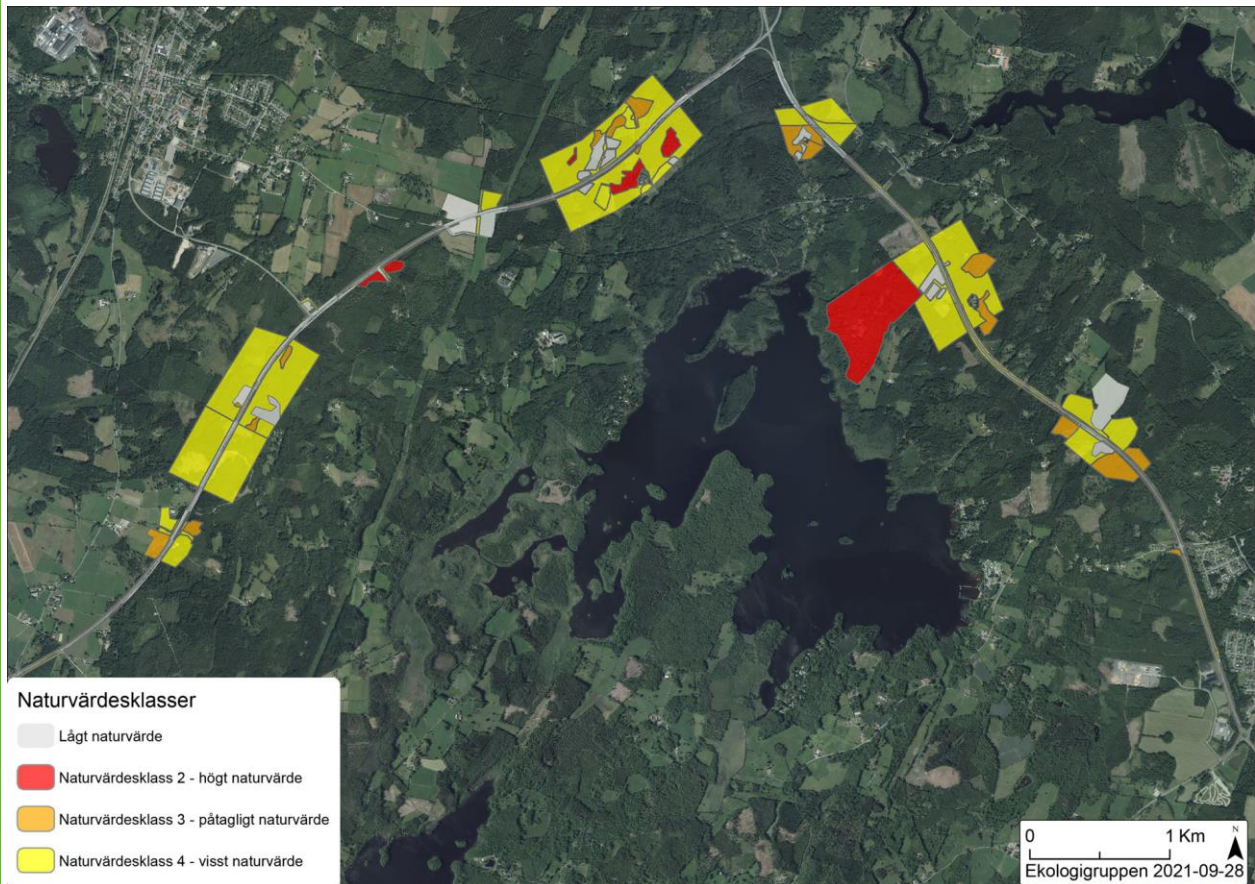 Naturvärdesklasser
Lågt naturvärde
Naturvärdesklass 2 - högt naturvärde
Naturvärdesklass 3 - påtagligt naturvärde
Naturvärdesklass 4 - visst naturvärde
0 1 Km N
Ekologigruppen 2021-09-28